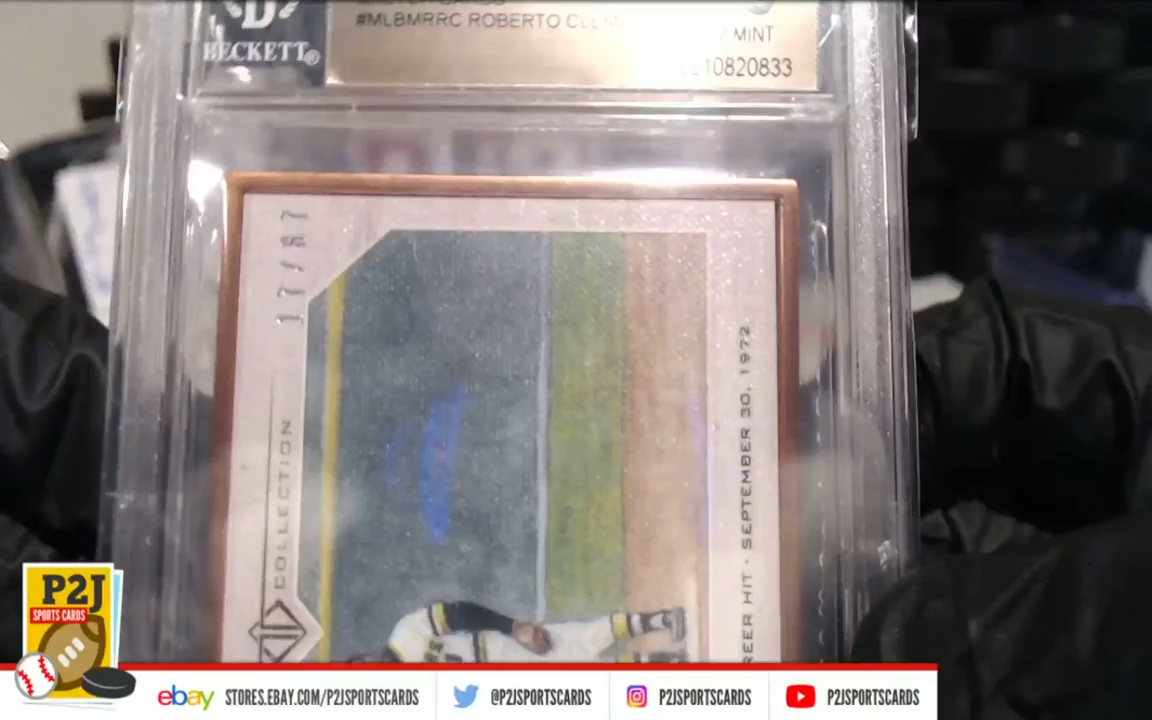 BECKETT®
#MLBMRRC ROBERTO CLEM
MINT
10820833
17/87
COLLECTION
REER HIT • SEPTEMBER 30, 1972
P2J
SPORTS CARDS
ebay
STORES.EBAY.COM/P2JSPORTSCARDS
@P2JSPORTSCARDS
P2JSPORTSCARDS
P2JSPORTSCARDS